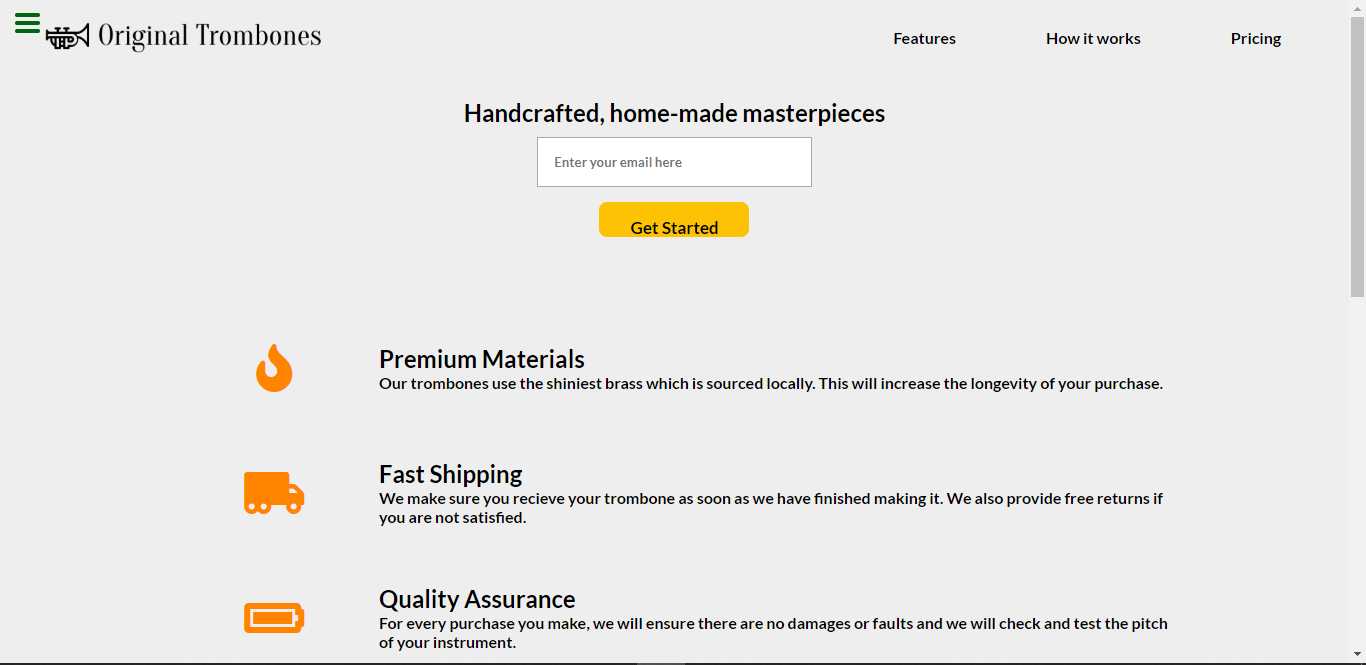 Original Trombones
Features
How it works
Pricing
Handcrafted, home-made masterpieces
Enter your email here
Get Started
Premium Materials
Our trombones use the shiniest brass which is sourced locally. This will increase the longevity of your purchase.
Fast Shipping
We make sure you recieve your trombone as soon as we have finished making it. We also provide free returns if
you are not satisfied.
Quality Assurance
For every purchase you make, we will ensure there are no damages or faults and we will check and test the pitch
of your instrument.